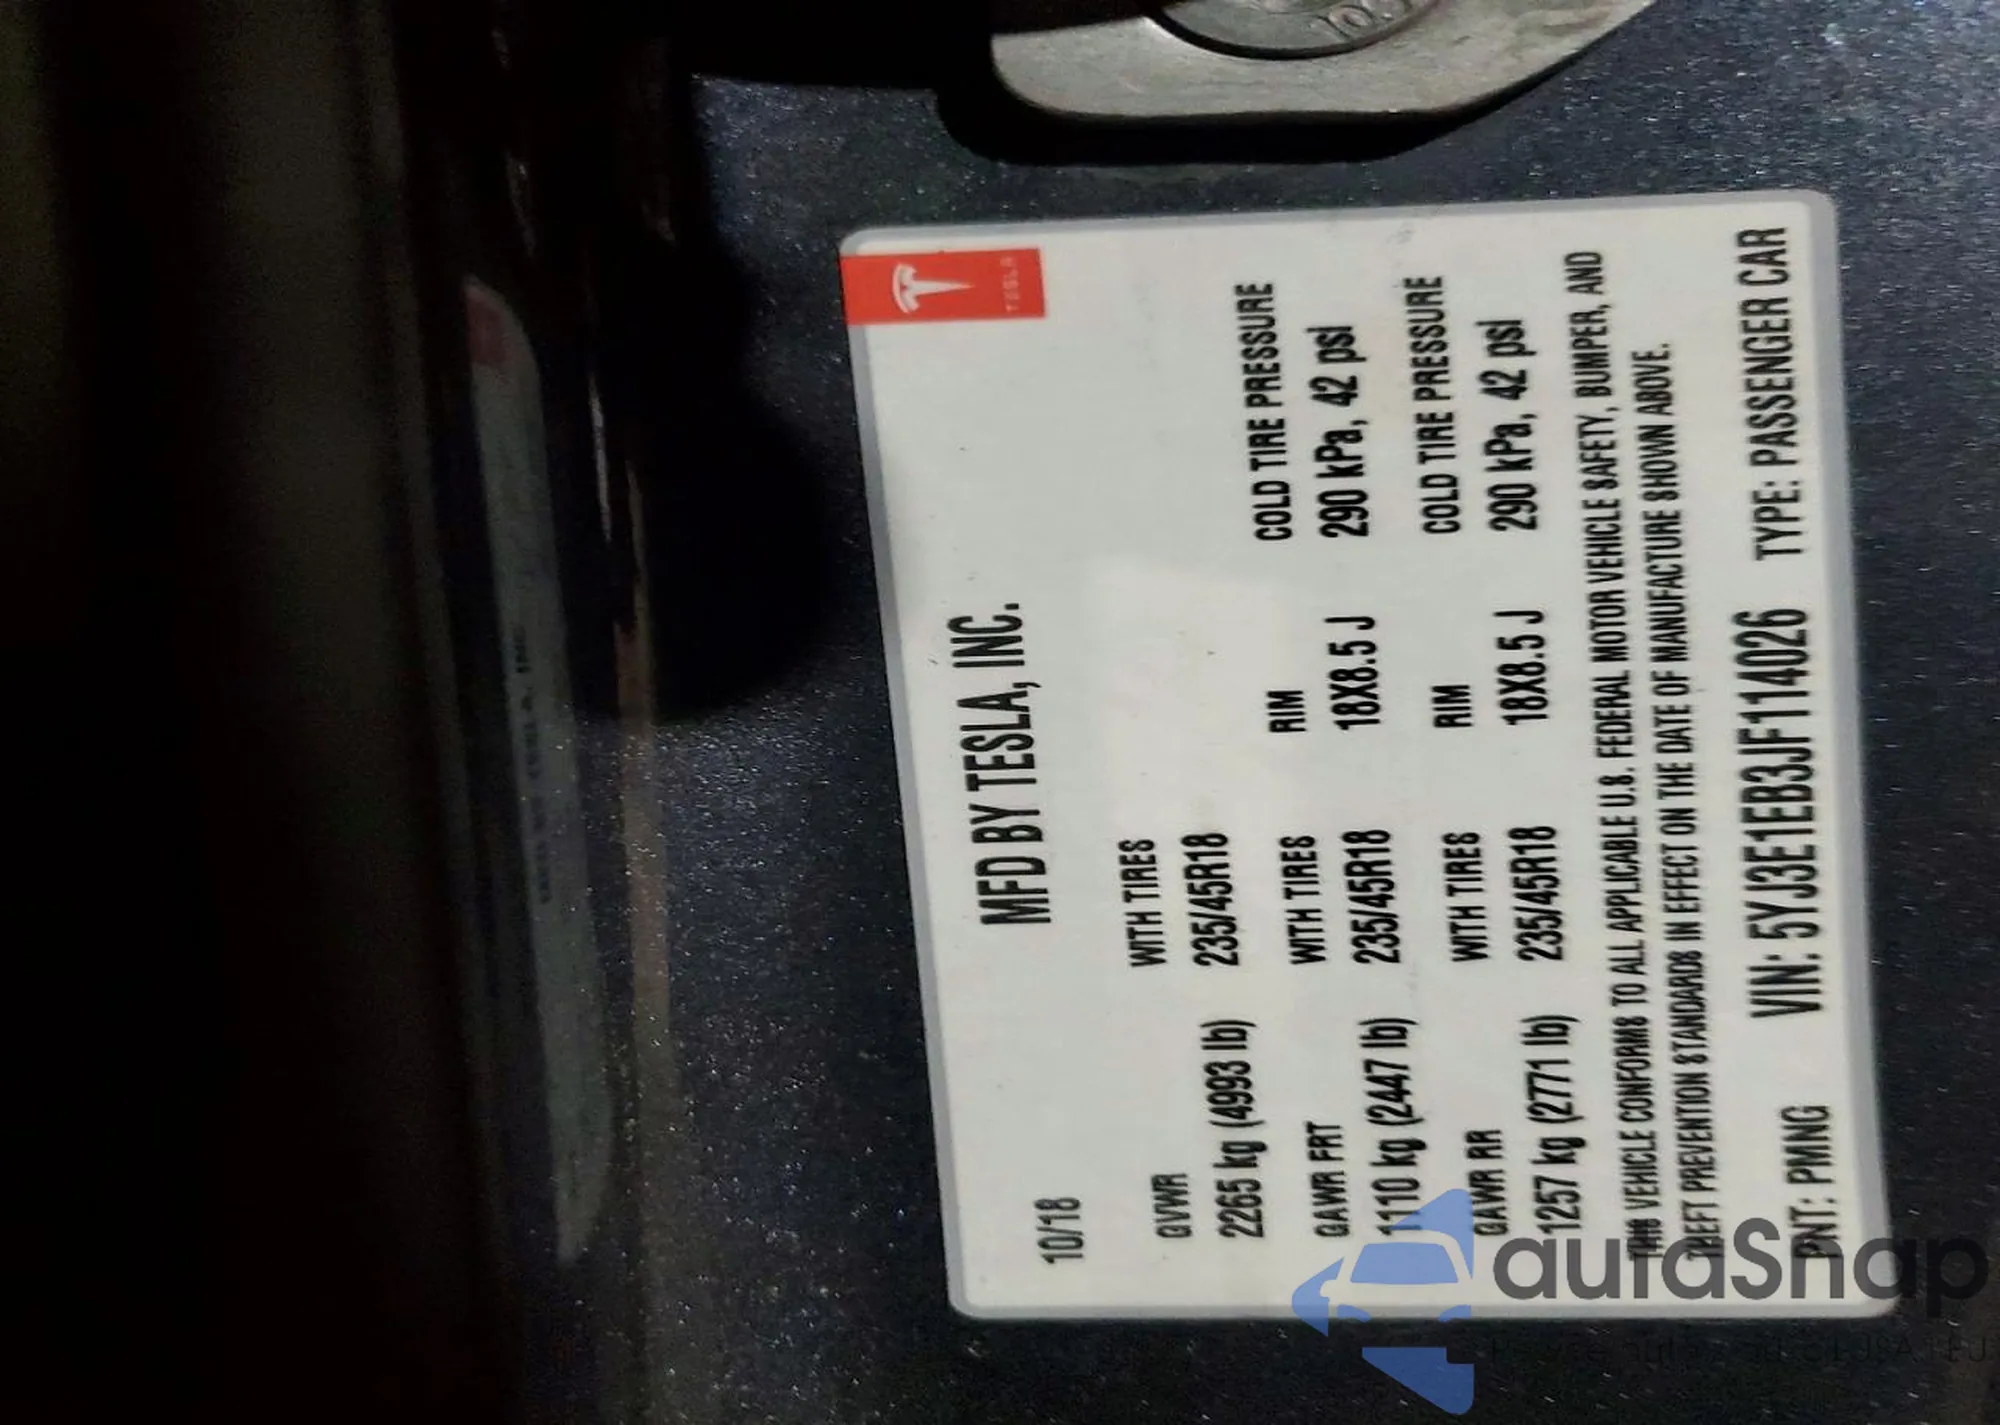 TESLA
MFD BY TESLA, INC.
10/18
GVWR WITH TIRES
2265 kg (4993 lb) 235/45R18
GAWR FRT WITH TIRES RIM COLD TIRE PRESSURE
1110 kg (2447 lb) 235/45R18 18X8.5 J 290 kPa, 42 psi
GAWR RR WITH TIRES RIM COLD TIRE PRESSURE
1257 kg (2771 lb) 235/45R18 18X8.5 J 290 kPa, 42 psi
THIS VEHICLE CONFORMS TO ALL APPLICABLE U.S. FEDERAL MOTOR VEHICLE SAFETY, BUMPER, AND
THEFT PREVENTION STANDARDS IN EFFECT ON THE DATE OF MANUFACTURE SHOWN ABOVE.
PNT: PMNG VIN: 5YJ3E1EB3JF114026 TYPE: PASSENGER CAR
auraSnap